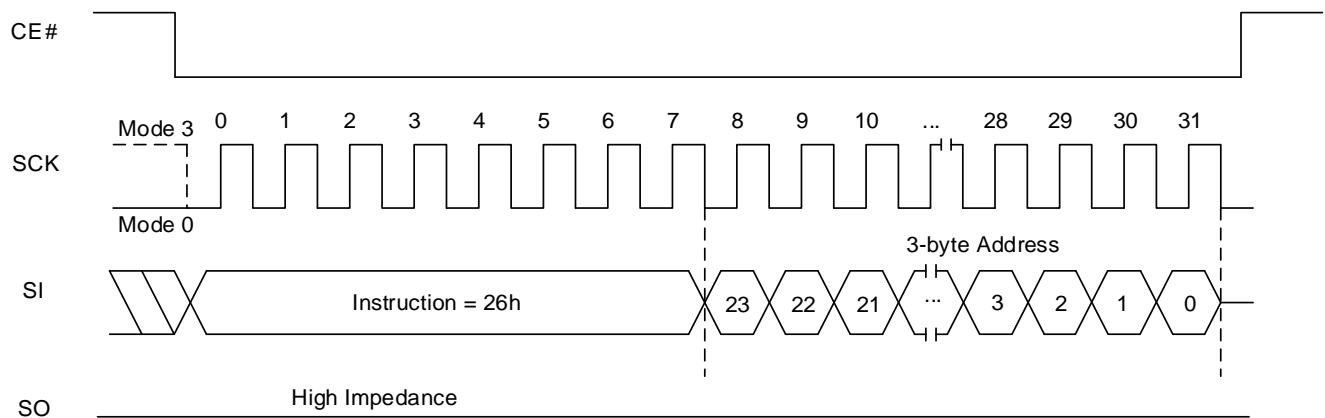 CE#
Mode 3
0 1 2 3 4 5 6 7 8 9 10 ... 28 29 30 31
SCK
Mode 0
3-byte Address
SI
Instruction = 26h
23 22 21 ... 3 2 1 0
High Impedance
SO